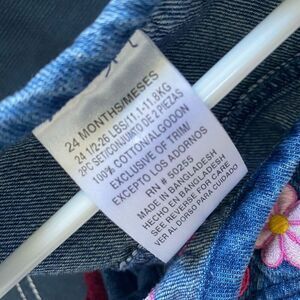 24 MONTHS/MESES
24 1/2-26 LBS/11.1-11.8KG
2PC SET/CONJUNTO DE 2 PIEZAS
100% COTTON/ALGODON
EXCLUSIVE OF TRIM/
EXCEPTO LOS ADORNOS
RN # 50255
MADE IN BANGLADESH
HECHO EN BANGLADESH
SEE REVERSE FOR CARE
VER AL DORSO PARA CUIDADO